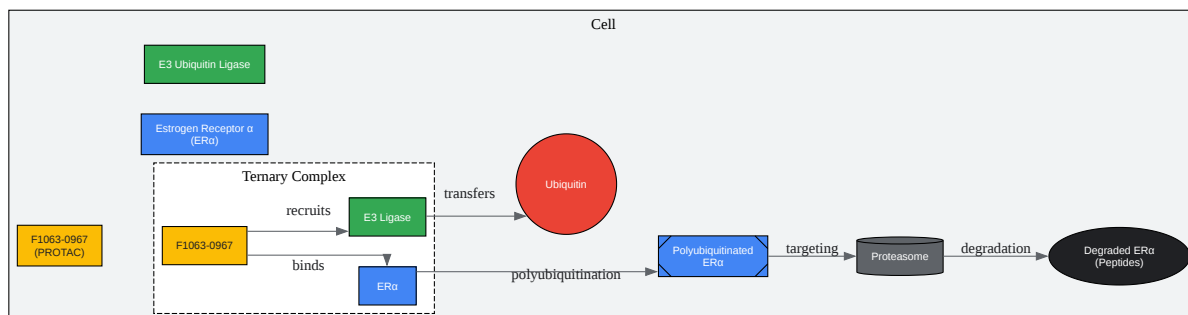 Cell
E3 Ubiquitin Ligase
Estrogen Receptor α
(ERα)
Ternary Complex
F1063-0967
(PROTAC)
F1063-0967
recruits
binds
E3 Ligase
ERα
transfers
Ubiquitin
polyubiquitination
Polyubiquitinated
ERα
targeting
Proteasome
degradation
Degraded ERα
(Peptides)